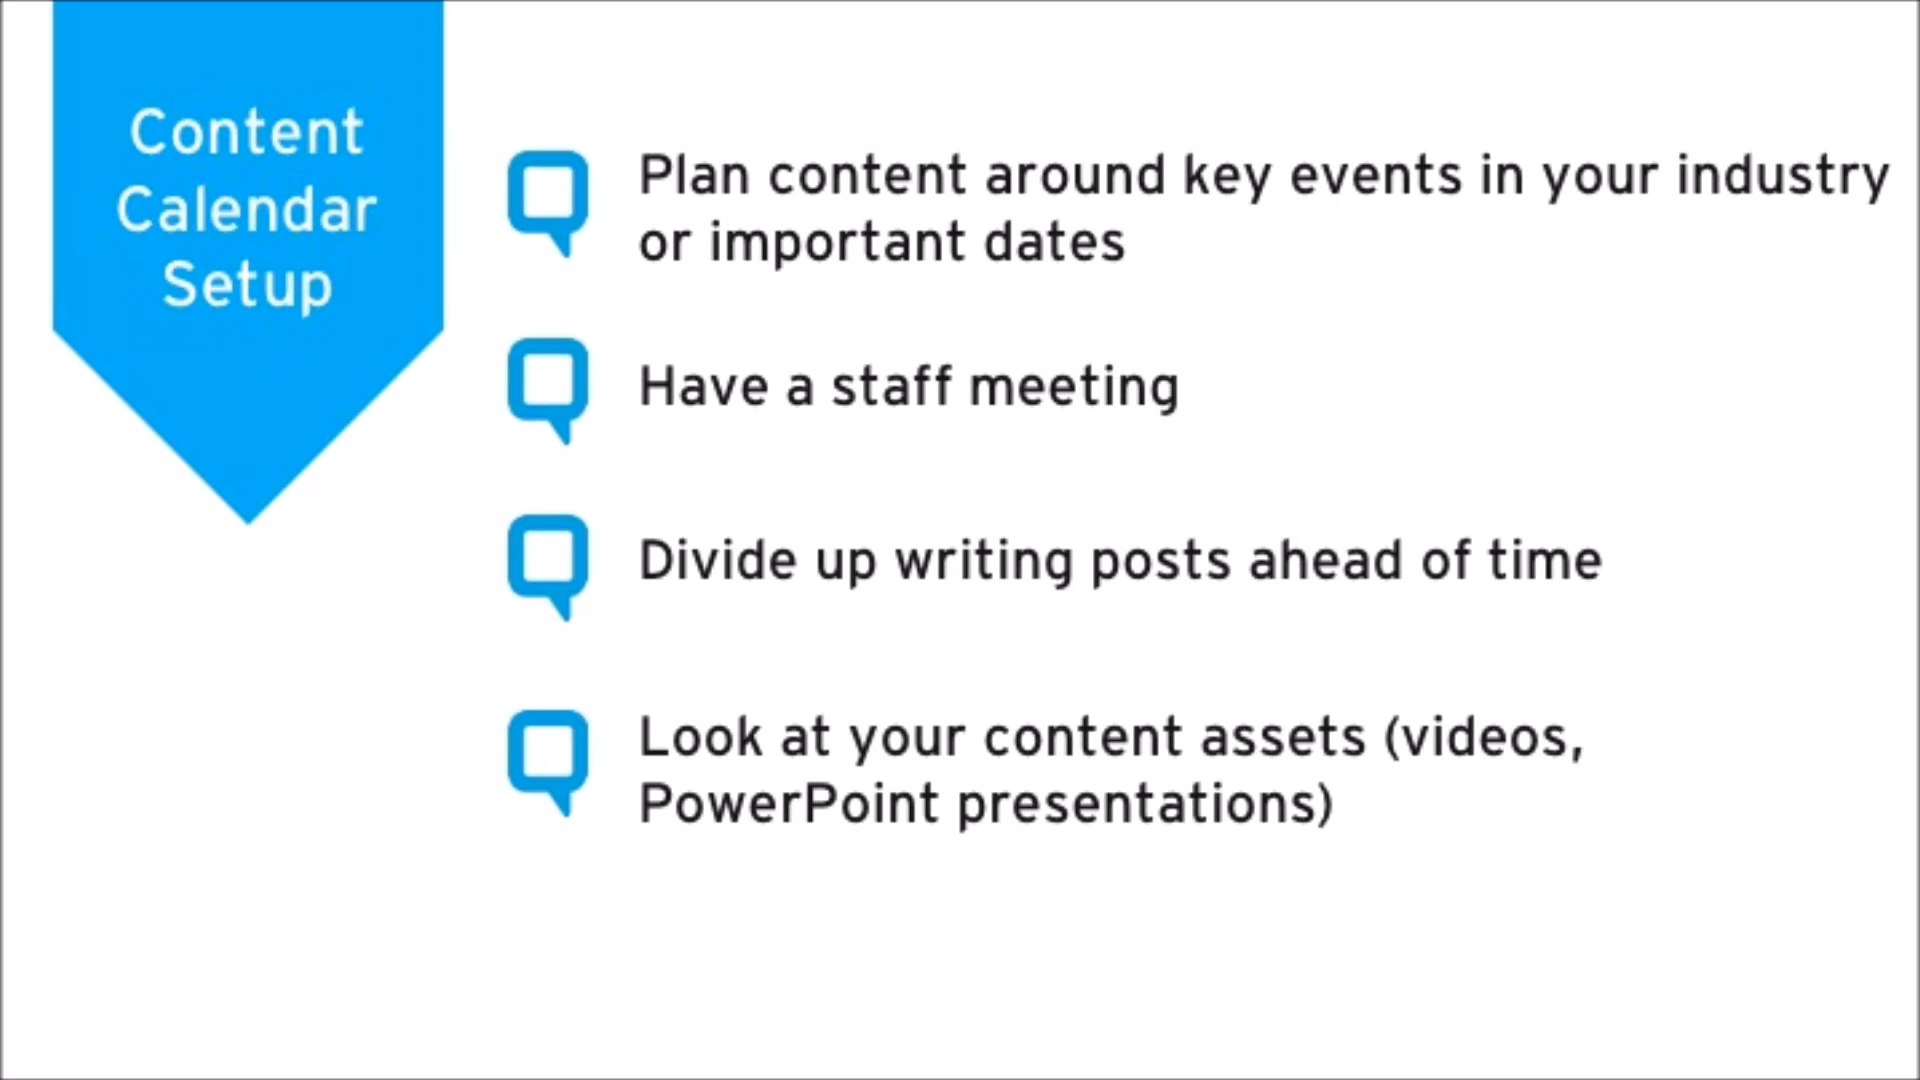 Content
Calendar
Setup
Plan content around key events in your industry
or important dates
Have a staff meeting
Divide up writing posts ahead of time
Look at your content assets (videos,
PowerPoint presentations)